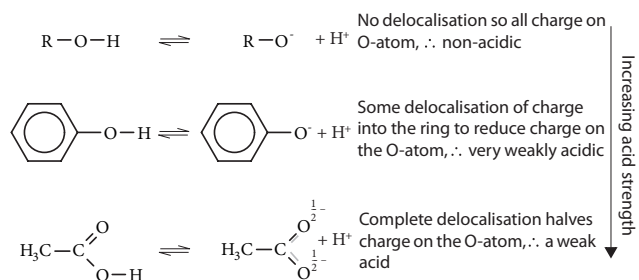 R–O–H ⇌ R–O⁻ + H⁺
No delocalisation so all charge on
O-atom, ∴ non-acidic
O–H ⇌ O⁻ + H⁺
Some delocalisation of charge
into the ring to reduce charge on
the O-atom, ∴ very weakly acidic
O O½⁻
H₃C–C ⇌ H₃C–C + H⁺
O–H O½⁻
Complete delocalisation halves
charge on the O-atom, ∴ a weak
acid
Increasing acid strength